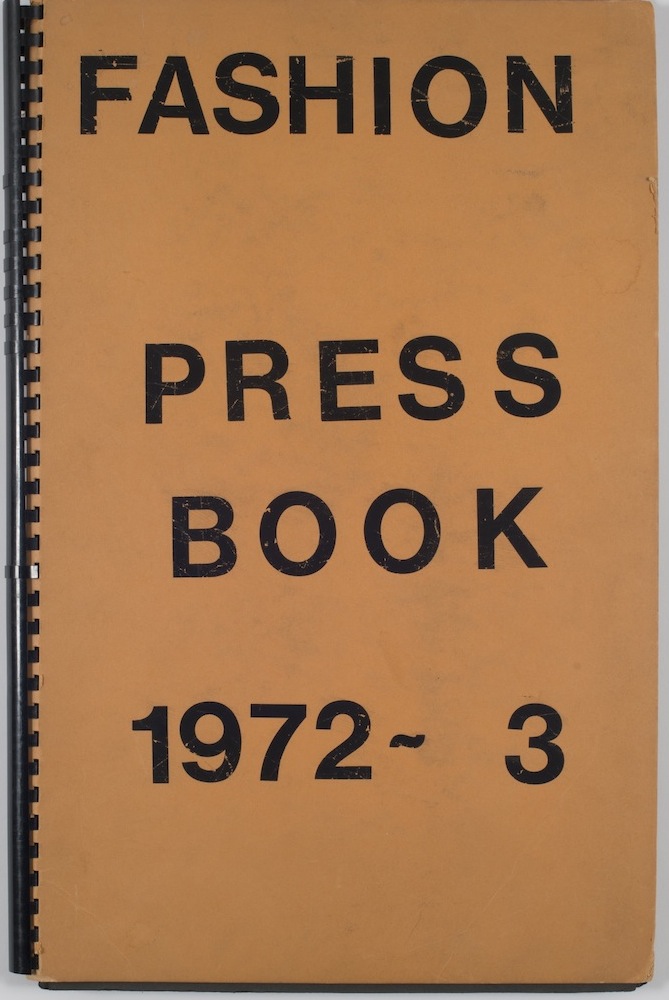 FASHION
PRESS
BOOK
1972~ 3